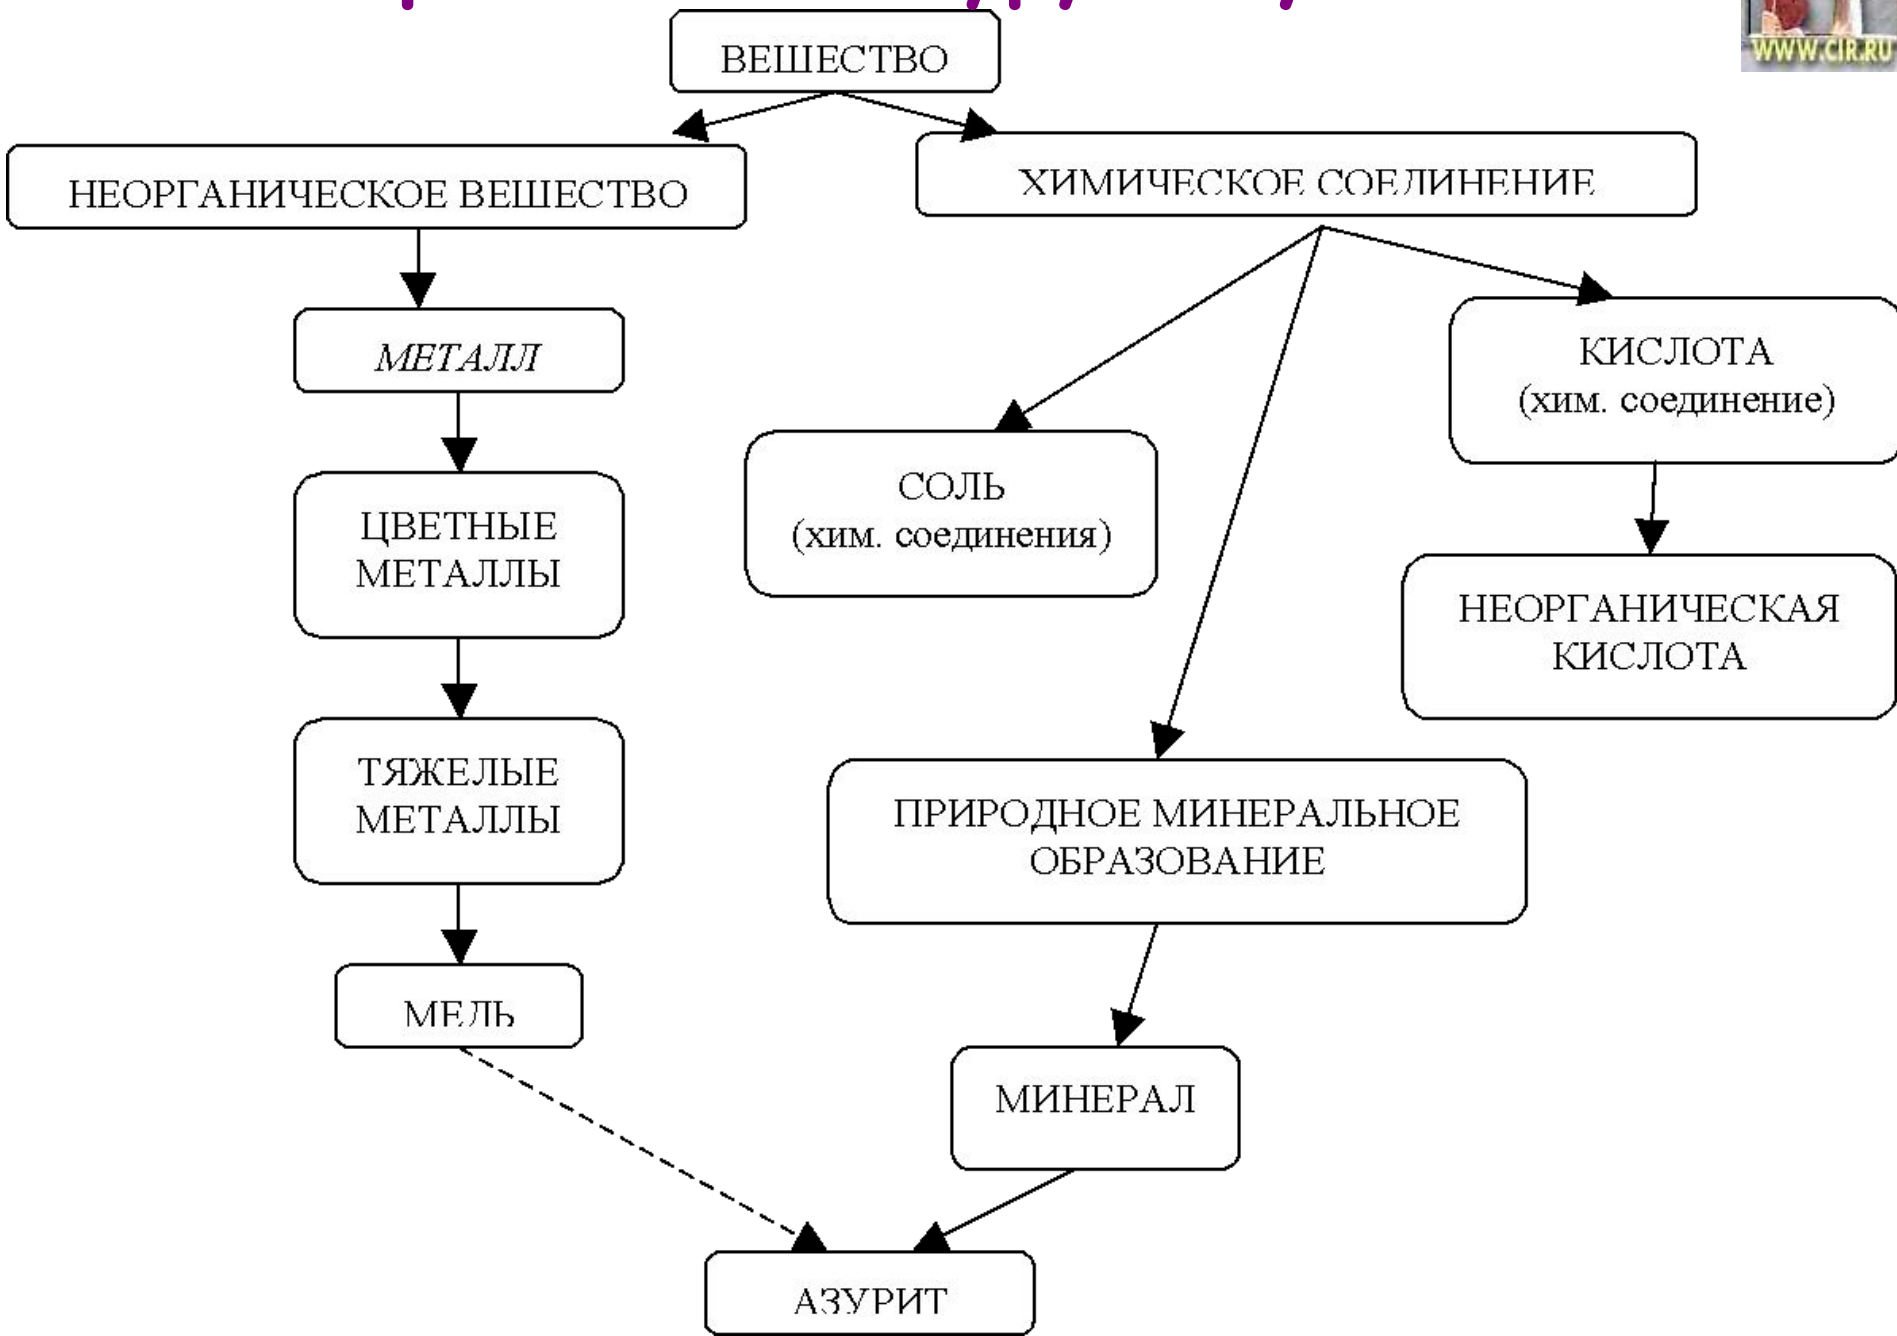 WWW.CIR.RU
ВЕЩЕСТВО
НЕОРГАНИЧЕСКОЕ ВЕЩЕСТВО
ХИМИЧЕСКОЕ СОЕДИНЕНИЕ
МЕТАЛЛ
КИСЛОТА
(хим. соединение)
СОЛЬ
(хим. соединения)
ЦВЕТНЫЕ
МЕТАЛЛЫ
НЕОРГАНИЧЕСКАЯ
КИСЛОТА
ТЯЖЕЛЫЕ
МЕТАЛЛЫ
ПРИРОДНОЕ МИНЕРАЛЬНОЕ
ОБРАЗОВАНИЕ
МЕДЬ
МИНЕРАЛ
АЗУРИТ